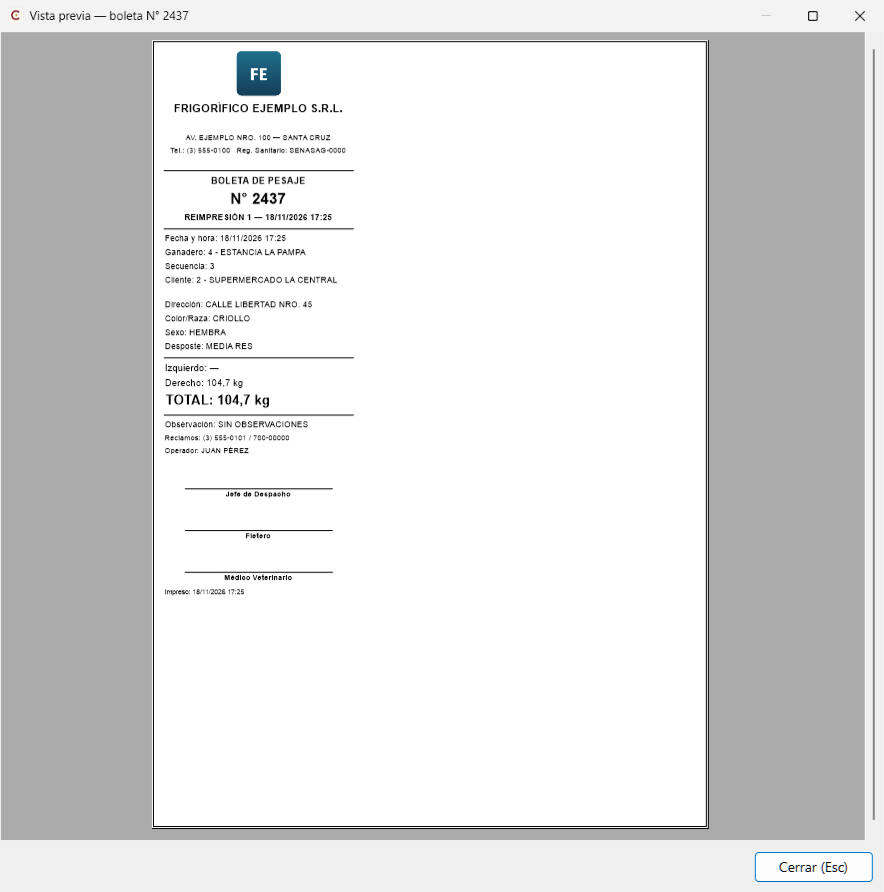 Vista previa — boleta N° 2437
FE
FRIGORÌFICO EJEMPLO S.R.L.
AV. EJEMPLO NRO. 100 — SANTA CRUZ
Tel.: (3) 555-0100 Reg. Sanitario: SENASAG-0000
BOLETA DE PESAJE
N° 2437
REIMPRESIÓN 1 — 18/11/2026 17:25
Fecha y hora: 18/11/2026 17:25
Ganadero: 4 - ESTANCIA LA PAMPA
Secuencia: 3
Cliente: 2 - SUPERMERCADO LA CENTRAL
Dirección: CALLE LIBERTAD NRO. 45
Color/Raza: CRIOLLO
Sexo: HEMBRA
Desposte: MEDIA RES
Izquierdo: —
Derecho: 104,7 kg
TOTAL: 104,7 kg
Observación: SIN OBSERVACIONES
Reclamos: (3) 555-0101 / 700-00000
Operador: JUAN PÉREZ
Jefe de Despacho
Fletero
Médico Veterinario
Impreso: 18/11/2026 17:25
Cerrar (Esc)